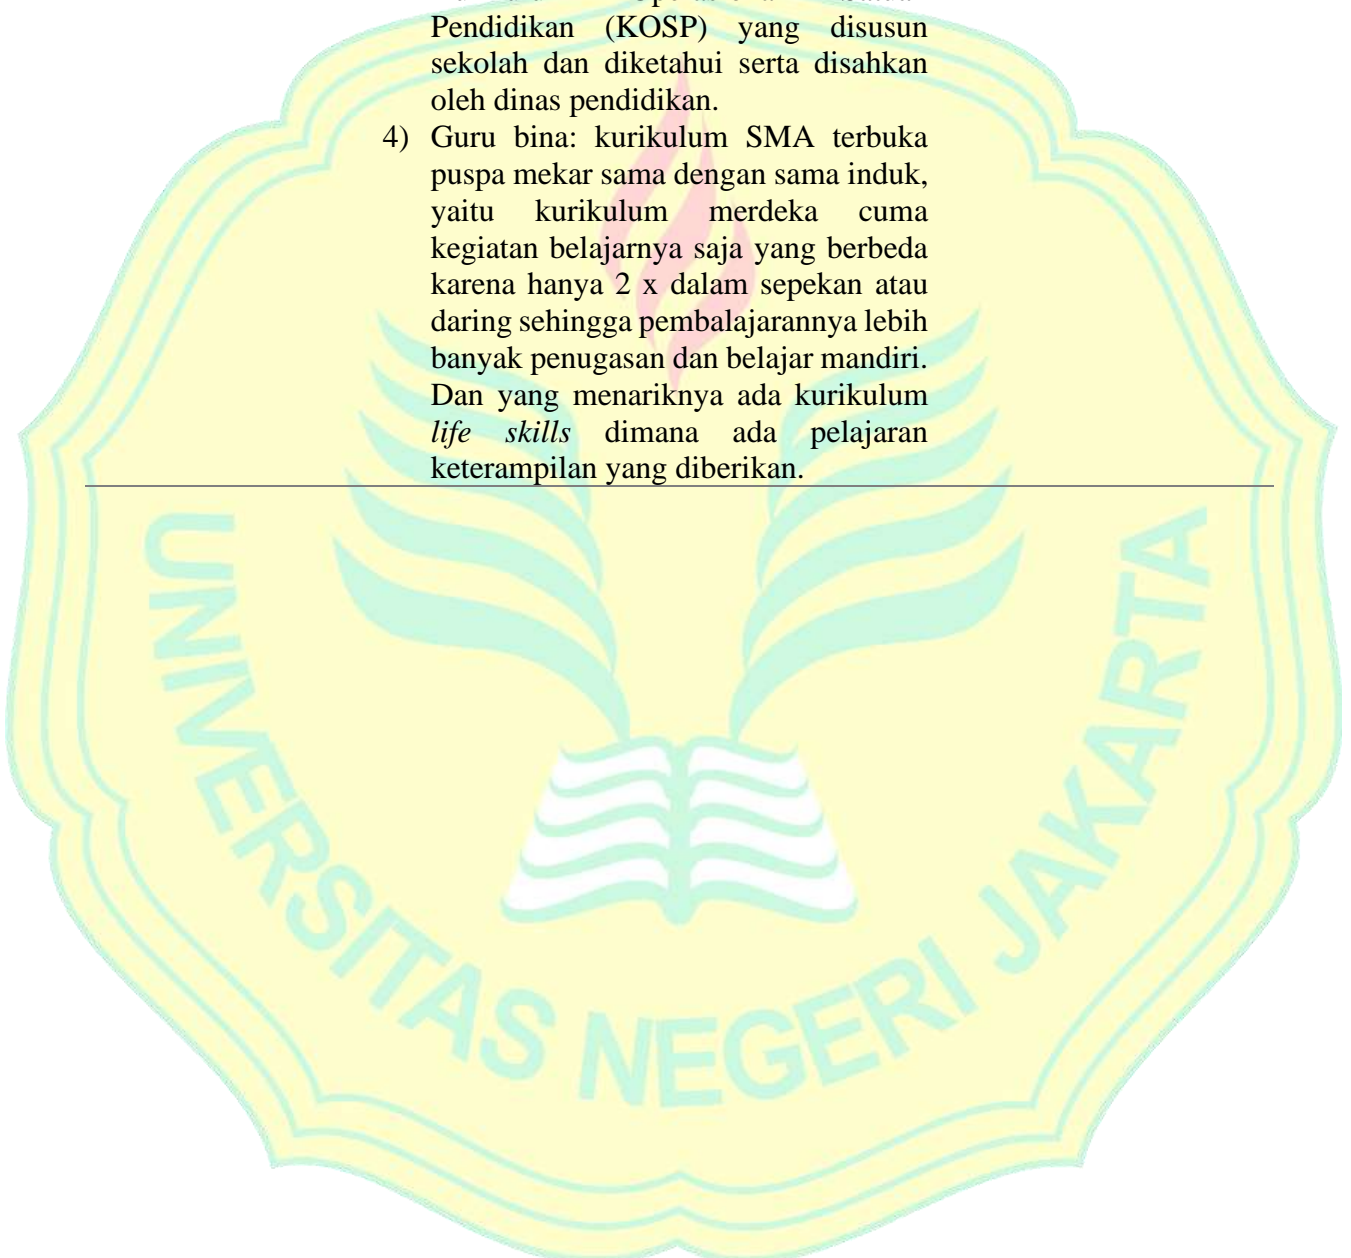 Pendidikan (KOSP) yang disusun
sekolah dan diketahui serta disahkan
oleh dinas pendidikan.
4) Guru bina: kurikulum SMA terbuka
puspa mekar sama dengan sama induk,
yaitu kurikulum merdeka cuma
kegiatan belajarnya saja yang berbeda
karena hanya 2 x dalam sepekan atau
daring sehingga pembalajarannya lebih
banyak penugasan dan belajar mandiri.
Dan yang menariknya ada kurikulum
life skills dimana ada pelajaran
keterampilan yang diberikan.
UNIVERSITAS NEGERI JAKARTA